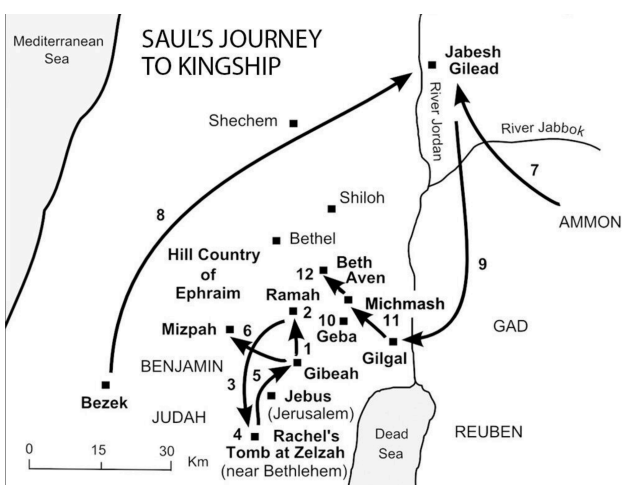 Mediterranean
Sea
SAUL'S JOURNEY
TO KINGSHIP
Jabesh
Gilead
River Jordan
River Jabbok
Shechem
7
8
Shiloh
AMMON
Bethel
9
Hill Country
of
Ephraim
Beth
Aven
12
Ramah
2
Michmash
Mizpah
6
10
Geba
11
GAD
1
Gilgal
BENJAMIN
3
5
Gibeah
Bezek
Jebus
(Jerusalem)
JUDAH
4
Rachel's
Tomb at Zelzah
(near Bethlehem)
Dead
Sea
REUBEN
0
15
30
Km